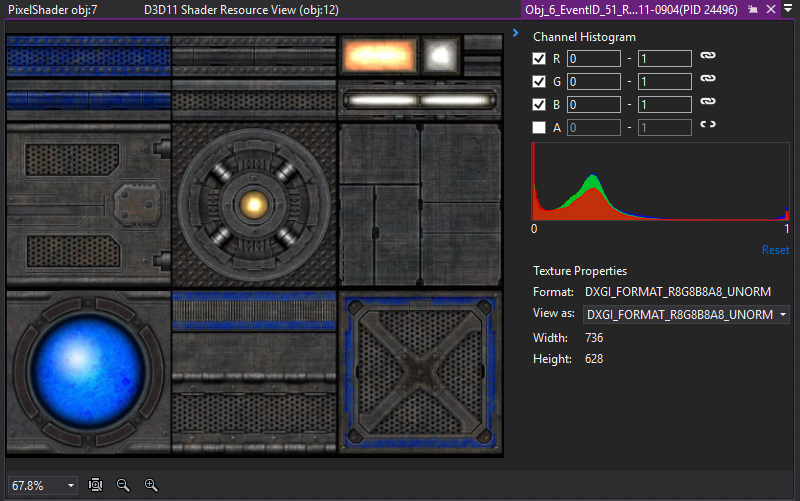 PixelShader obj:7 D3D11 Shader Resource View (obj:12) Obj_6_EventID_51_R...11-0904(PID 24496)
Channel Histogram
R 0 - 1
G 0 - 1
B 0 - 1
A 0 - 1
0 1
Reset
Texture Properties
Format: DXGI_FORMAT_R8G8B8A8_UNORM
View as: DXGI_FORMAT_R8G8B8A8_UNORM
Width: 736
Height: 628
67.8%